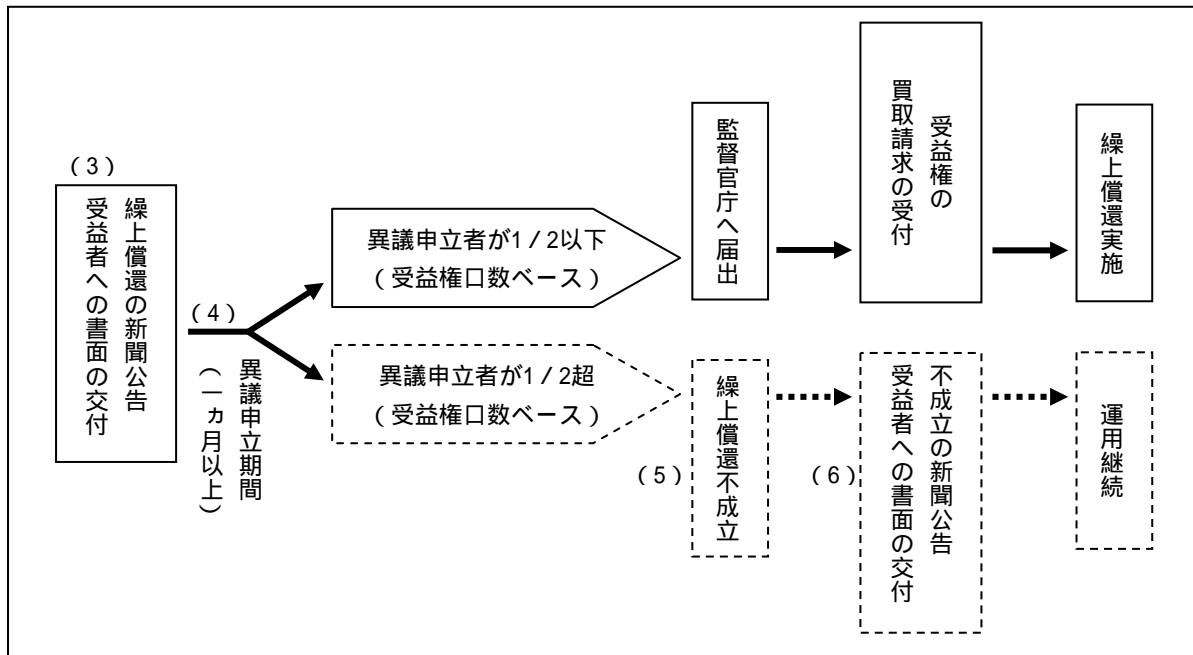 (3)
繰上償還の新聞公告
受益者への書面の交付
(4)
異議申立期間
(一ヵ月以上)
異議申立者が1/2以下
(受益権口数ベース)
監督官庁へ届出
受益権の
買取請求の受付
繰上償還実施
異議申立者が1/2超
(受益権口数ベース)
(5)
繰上償還不成立
(6)
不成立の新聞公告
受益者への書面の交付
運用継続